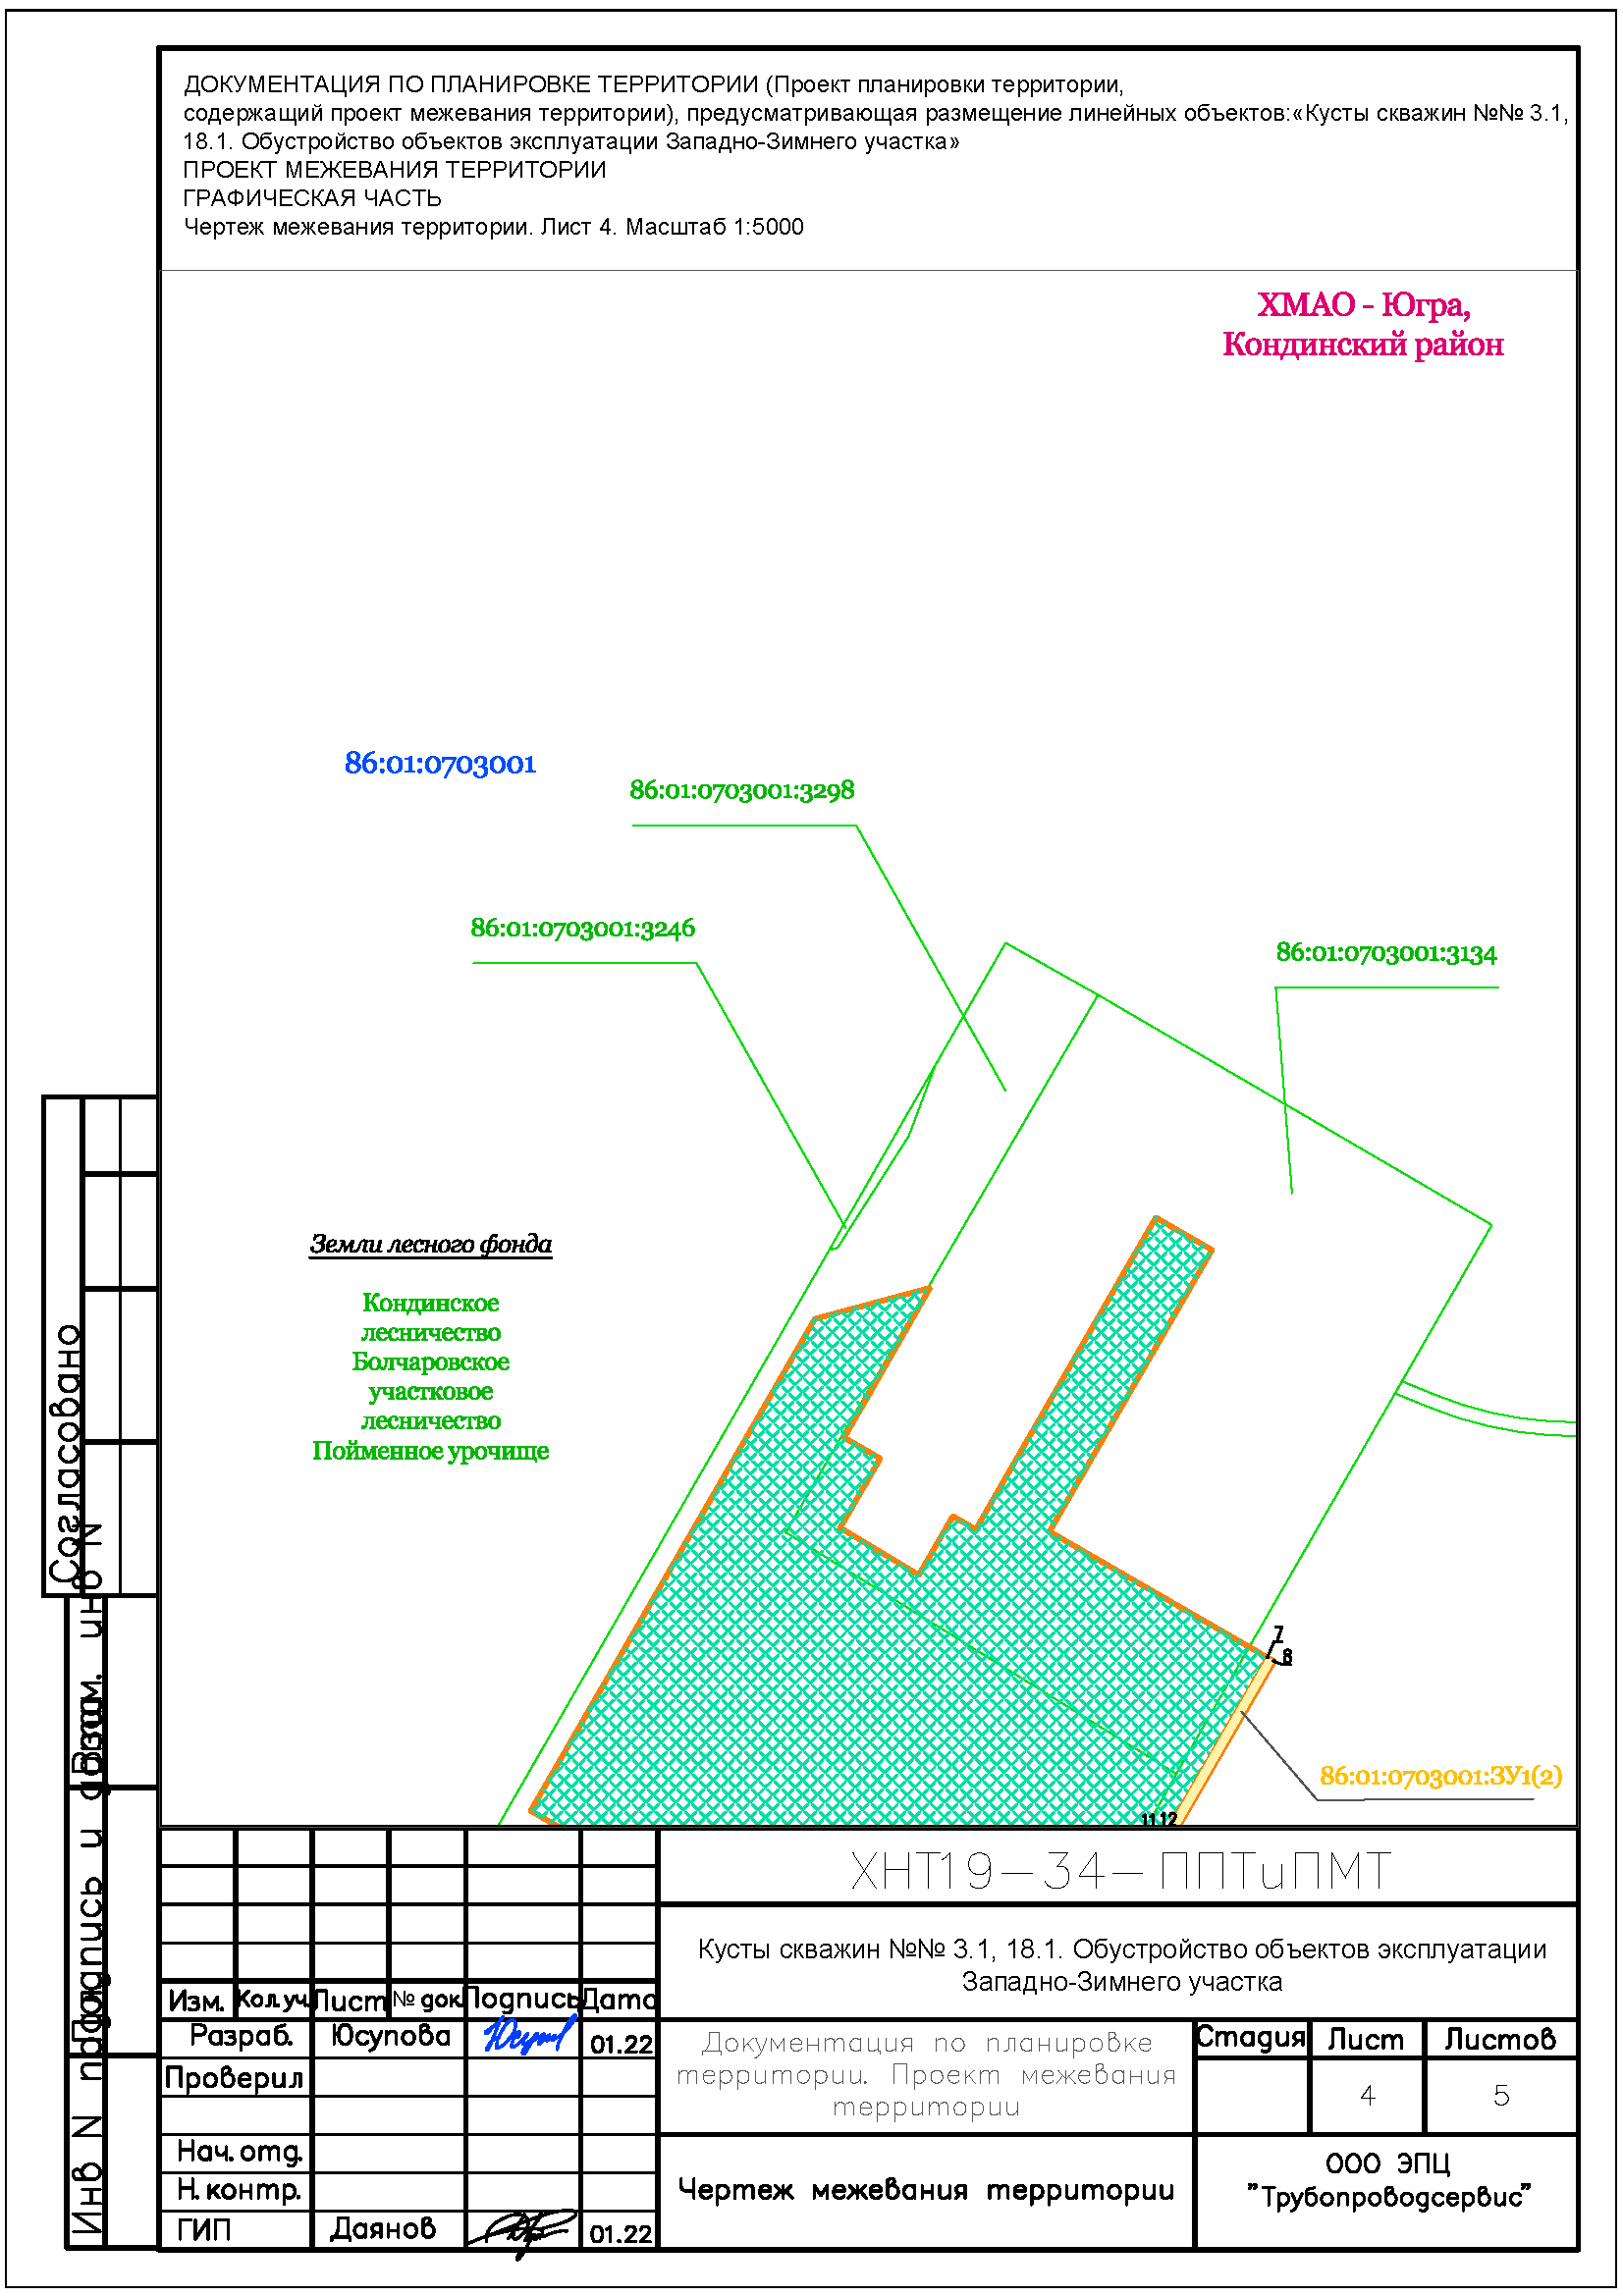 ДОКУМЕНТАЦИЯ ПО ПЛАНИРОВКЕ ТЕРРИТОРИИ (Проект планировки территории,
содержащий проект межевания территории), предусматривающая размещение линейных объектов:«Кусты скважин №№ 3.1,
18.1. Обустройство объектов эксплуатации Западно-Зимнего участка»
ПРОЕКТ МЕЖЕВАНИЯ ТЕРРИТОРИИ
ГРАФИЧЕСКАЯ ЧАСТЬ
Чертеж межевания территории. Лист 4. Масштаб 1:5000
ХМАО - Югра,
Кондинский район
86:01:0703001
86:01:0703001:3298
86:01:0703001:3246
86:01:0703001:3134
Земли лесного фонда
Кондинское
лесничество
Болчаровское
участковое
лесничество
Пойменное урочище
7
8
86:01:0703001:ЗУ1(2)
11 12
Согласовано
Взам. инв N
Подпись и дата
Инв N подл.
ХНТ19-34-ППТиПМТ
Кусты скважин №№ 3.1, 18.1. Обустройство объектов эксплуатации
Западно-Зимнего участка
Изм. Кол.уч. Лист № док. Подпись Дата
Разраб. Юсупова 01.22
Проверил
Нач. отд.
Н. контр.
ГИП Даянов 01.22
Документация по планировке
территории. Проект межевания
территории
Стадия Лист Листов
4 5
Чертеж межевания территории
ООО ЭПЦ
"Трубопроводсервис"